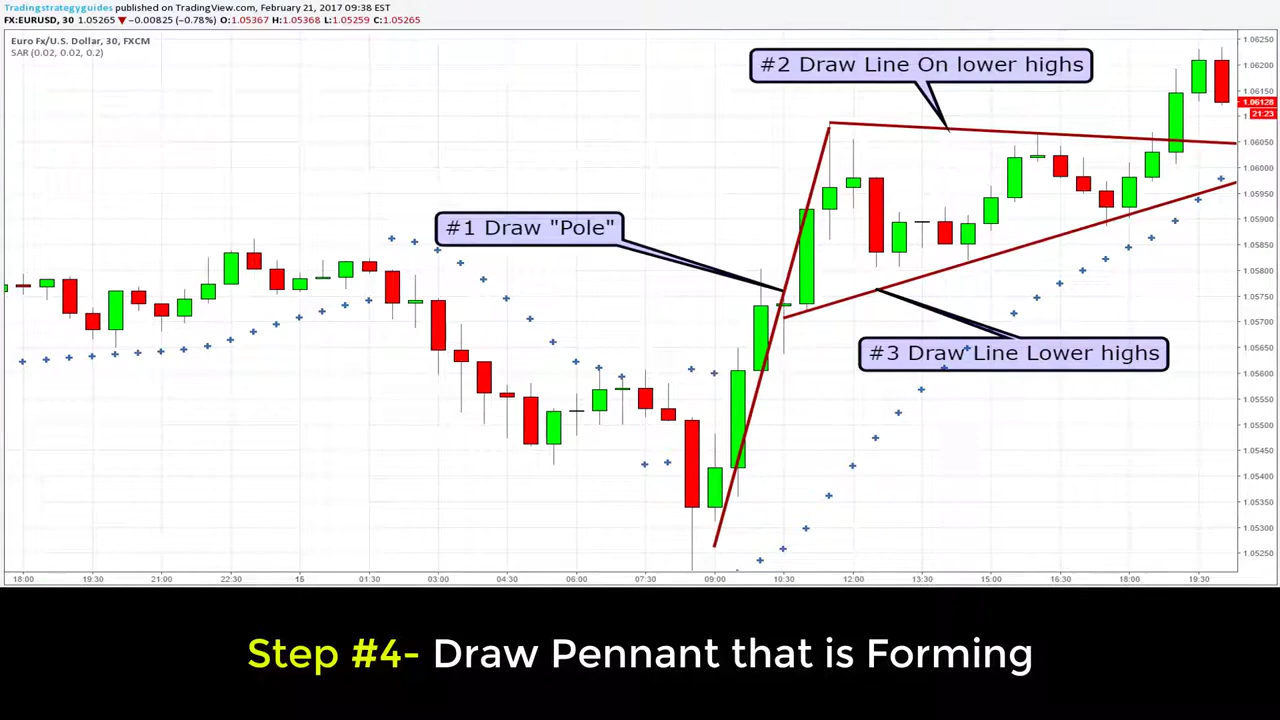 Tradingstrategyguides published on TradingView.com, February 21, 2017 09:38 EST
FX:EURUSD, 30 1.05265 ▼ −0.00825 (−0.78%) O:1.05367 H:1.05368 L:1.05259 C:1.05265
Euro Fx/U.S. Dollar, 30, FXCM
SAR (0.02, 0.02, 0.2)
#2 Draw Line On lower highs
#1 Draw "Pole"
#3 Draw Line Lower highs
1.06250
1.06200
1.06150
1.06128
21:23
1.06050
1.06000
1.05950
1.05900
1.05850
1.05800
1.05750
1.05700
1.05650
1.05600
1.05550
1.05500
1.05450
1.05400
1.05350
1.05300
1.05250
18:00 19:30 21:00 22:30 15 01:30 03:00 04:30 06:00 07:30 09:00 10:30 12:00 13:30 15:00 16:30 18:00 19:30
Step #4- Draw Pennant that is Forming